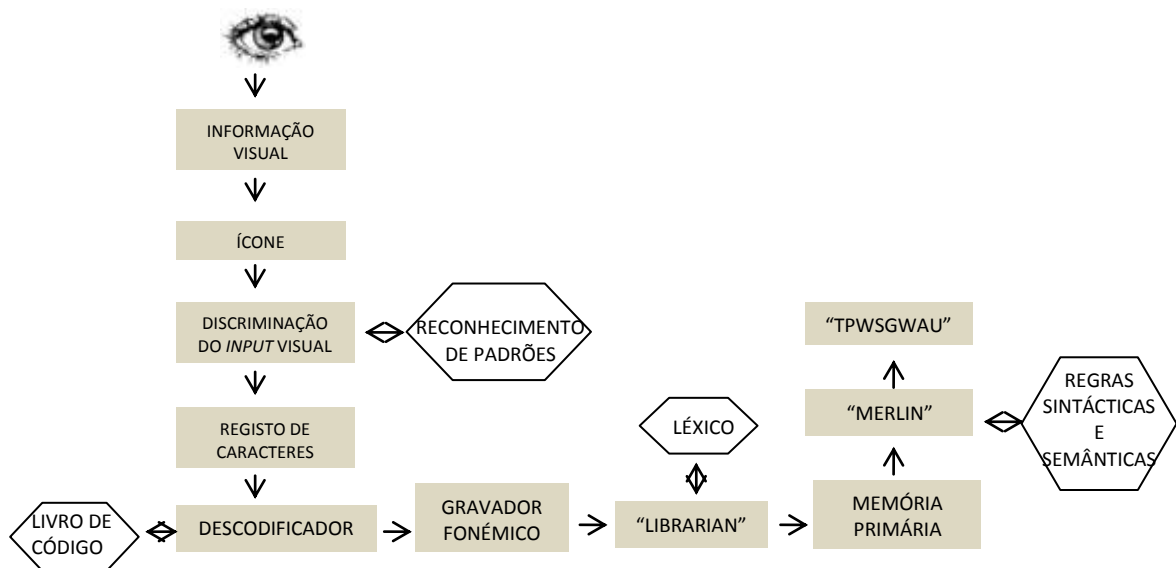 INFORMAÇÃO
VISUAL
ÍCONE
DISCRIMINAÇÃO
DO INPUT VISUAL
RECONHECIMENTO
DE PADRÕES
REGISTO DE
CARACTERES
LIVRO DE
CÓDIGO
DESCODIFICADOR
GRAVADOR
FONÉMICO
LÉXICO
“LIBRARIAN”
MEMÓRIA
PRIMÁRIA
“MERLIN”
REGRAS
SINTÁCTICAS
E
SEMÂNTICAS
“TPWSGWAU”